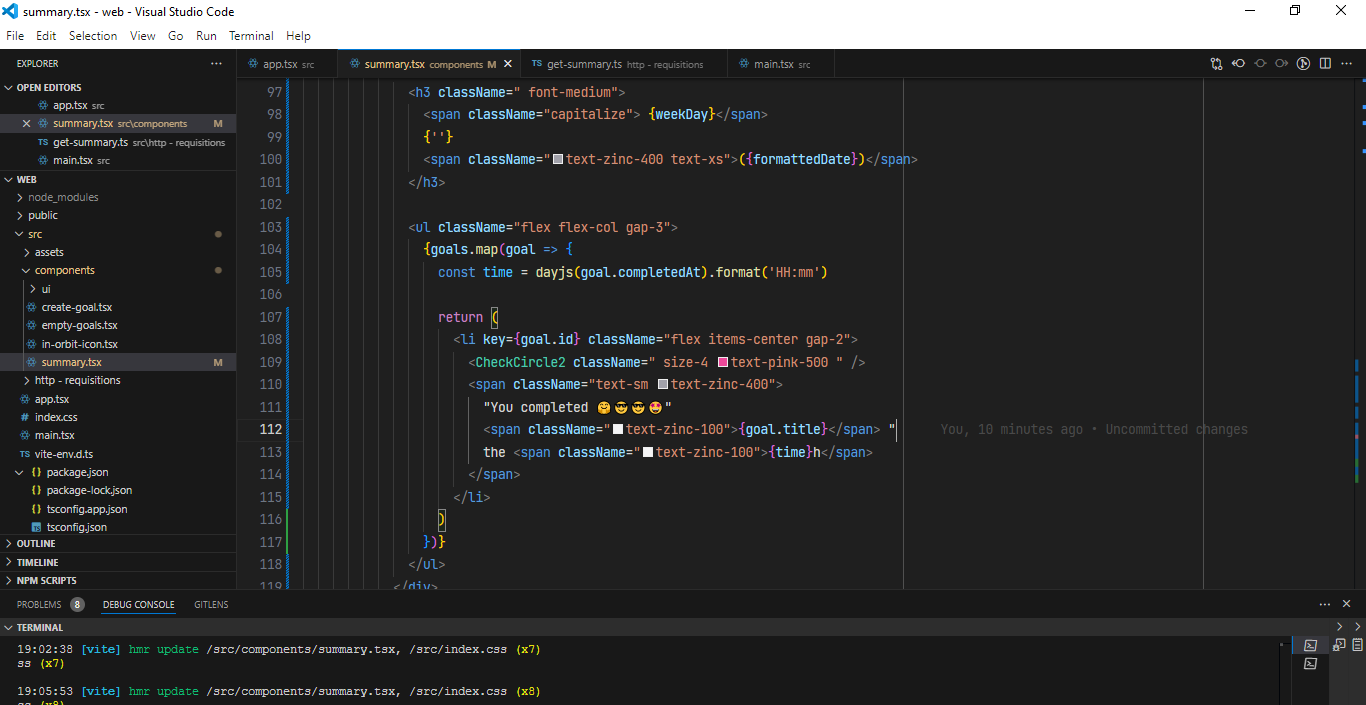 summary.tsx - web - Visual Studio Code
File Edit Selection View Go Run Terminal Help
EXPLORER
OPEN EDITORS
app.tsx src
summary.tsx src\components M
TS get-summary.ts src\http - requisitions
main.tsx src
WEB
node_modules
public
src
assets
components
ui
create-goal.tsx
empty-goals.tsx
in-orbit-icon.tsx
summary.tsx M
http - requisitions
app.tsx
# index.css
main.tsx
TS vite-env.d.ts
{} package.json
{} package-lock.json
{} tsconfig.app.json
TS tsconfig.json
OUTLINE
TIMELINE
NPM SCRIPTS
app.tsx src
summary.tsx components M
TS get-summary.ts http - requisitions
main.tsx src
97 <h3 className=" font-medium">
98 <span className="capitalize"> {weekDay}</span>
99 {''}
100 <span className="text-zinc-400 text-xs">({formattedDate})</span>
101 </h3>
102
103 <ul className="flex flex-col gap-3">
104 {goals.map(goal => {
105 const time = dayjs(goal.completedAt).format('HH:mm')
106
107 return (
108 <li key={goal.id} className="flex items-center gap-2">
109 <CheckCircle2 className=" size-4 text-pink-500 " />
110 <span className="text-sm text-zinc-400">
111 "You completed 🤗😎😎🤩"
112 <span className="text-zinc-100">{goal.title}</span> " You, 10 minutes ago • Uncommitted changes
113 the <span className="text-zinc-100">{time}h</span>
114 </span>
115 </li>
116 )
117 })}
118 </ul>
119 </div>
PROBLEMS 8 DEBUG CONSOLE GITLENS
TERMINAL
19:02:38 [vite] hmr update /src/components/summary.tsx, /src/index.css (x7)
ss (x7)
19:05:53 [vite] hmr update /src/components/summary.tsx, /src/index.css (x8)
ss (x8)